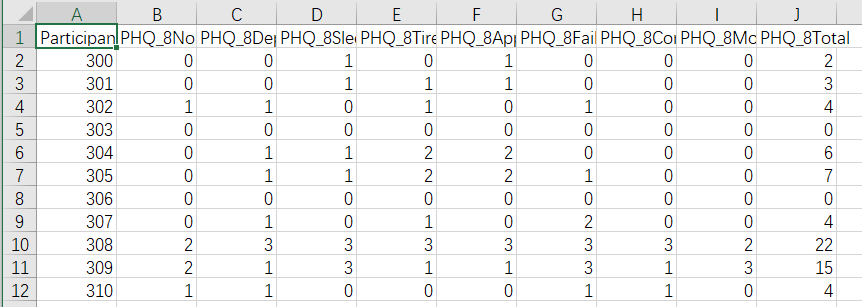 A B C D E F G H I J
1 Participan PHQ_8No PHQ_8Dep PHQ_8Slee PHQ_8Tire PHQ_8App PHQ_8Fail PHQ_8Con PHQ_8Mo PHQ_8Total
2 300 0 0 1 0 1 0 0 0 2
3 301 0 0 1 1 1 0 0 0 3
4 302 1 1 0 1 0 1 0 0 4
5 303 0 0 0 0 0 0 0 0 0
6 304 0 1 1 2 2 0 0 0 6
7 305 0 1 1 2 2 1 0 0 7
8 306 0 0 0 0 0 0 0 0 0
9 307 0 1 0 1 0 2 0 0 4
10 308 2 3 3 3 3 3 3 2 22
11 309 2 1 3 1 1 3 1 3 15
12 310 1 1 0 0 0 1 1 0 4